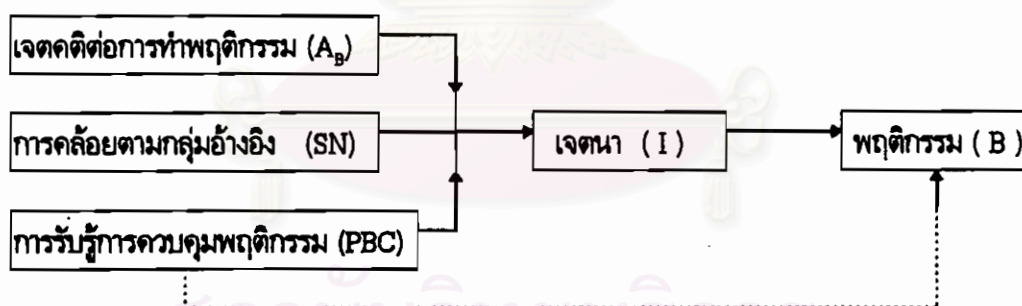 เจตคติต่อการทำพฤติกรรม (A_B)
การคล้อยตามกลุ่มอ้างอิง (SN)
เจตนา ( I )
พฤติกรรม ( B )
การรับรู้การควบคุมพฤติกรรม (PBC)